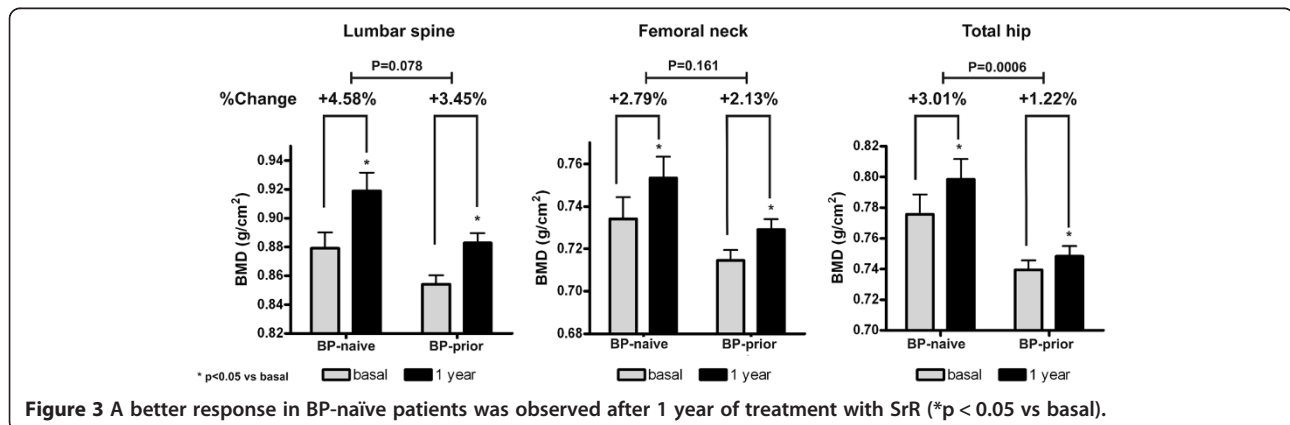 Lumbar spine
Femoral neck
Total hip
P=0.078
P=0.161
P=0.0006
%Change
+4.58%
+3.45%
+2.79%
+2.13%
+3.01%
+1.22%
BMD (g/cm²)
0.94
0.92
0.90
0.88
0.86
0.84
0.82
*
*
BP-naive
BP-prior
BMD (g/cm²)
0.76
0.74
0.72
0.70
0.68
*
*
BP-naive
BP-prior
BMD (g/cm²)
0.82
0.80
0.78
0.76
0.74
0.72
0.70
*
*
BP-naive
BP-prior
* p<0.05 vs basal
basal
1 year
basal
1 year
basal
1 year
Figure 3 A better response in BP-naïve patients was observed after 1 year of treatment with SrR (*p < 0.05 vs basal).